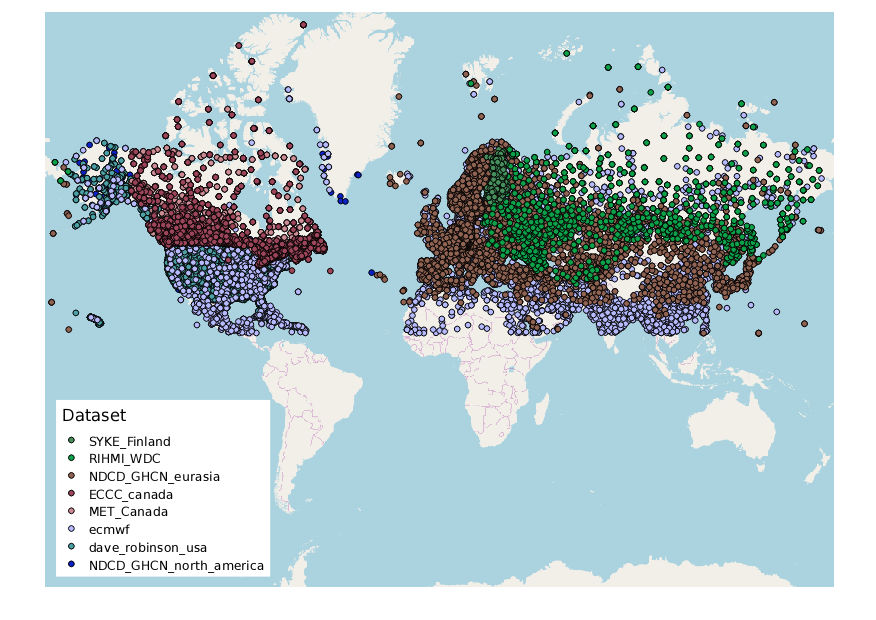 Dataset
SYKE_Finland
RIHMI_WDC
NDCD_GHCN_eurasia
ECCC_canada
MET_Canada
ecmwf
dave_robinson_usa
NDCD_GHCN_north_america